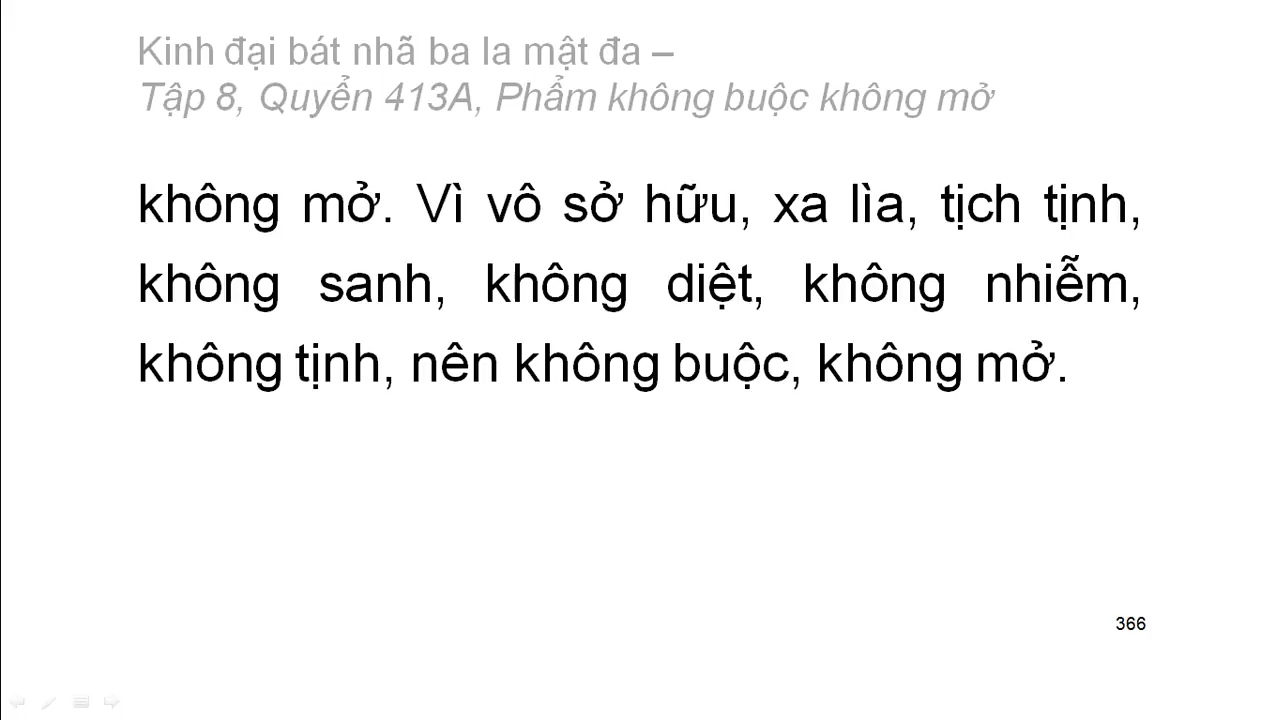 Kinh đại bát nhã ba la mật đa –
Tập 8, Quyển 413A, Phẩm không buộc không mở
không mở. Vì vô sở hữu, xa lìa, tịch tịnh,
không sanh, không diệt, không nhiễm,
không tịnh, nên không buộc, không mở.
366